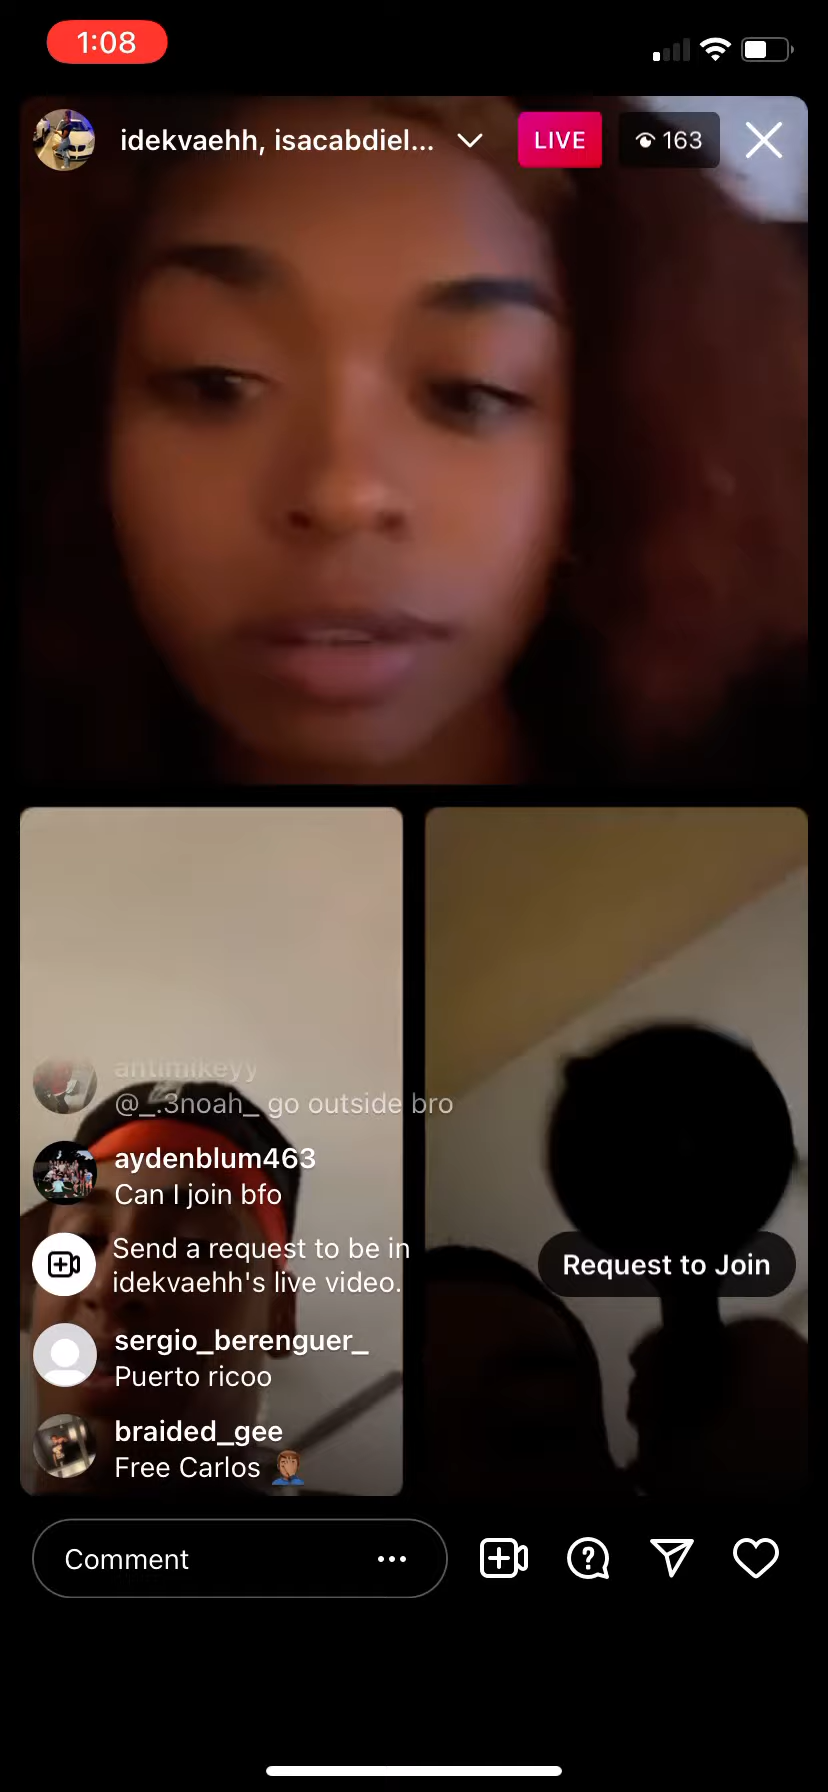 1:08
idekvaehh, isacabdiel...
LIVE
163
antimikeyy
@_.3noah_ go outside bro
aydenblum463
Can I join bfo
Send a request to be in
idekvaehh's live video.
Request to Join
sergio_berenguer_
Puerto ricoo
braided_gee
Free Carlos 🤦🏽‍♂️
Comment